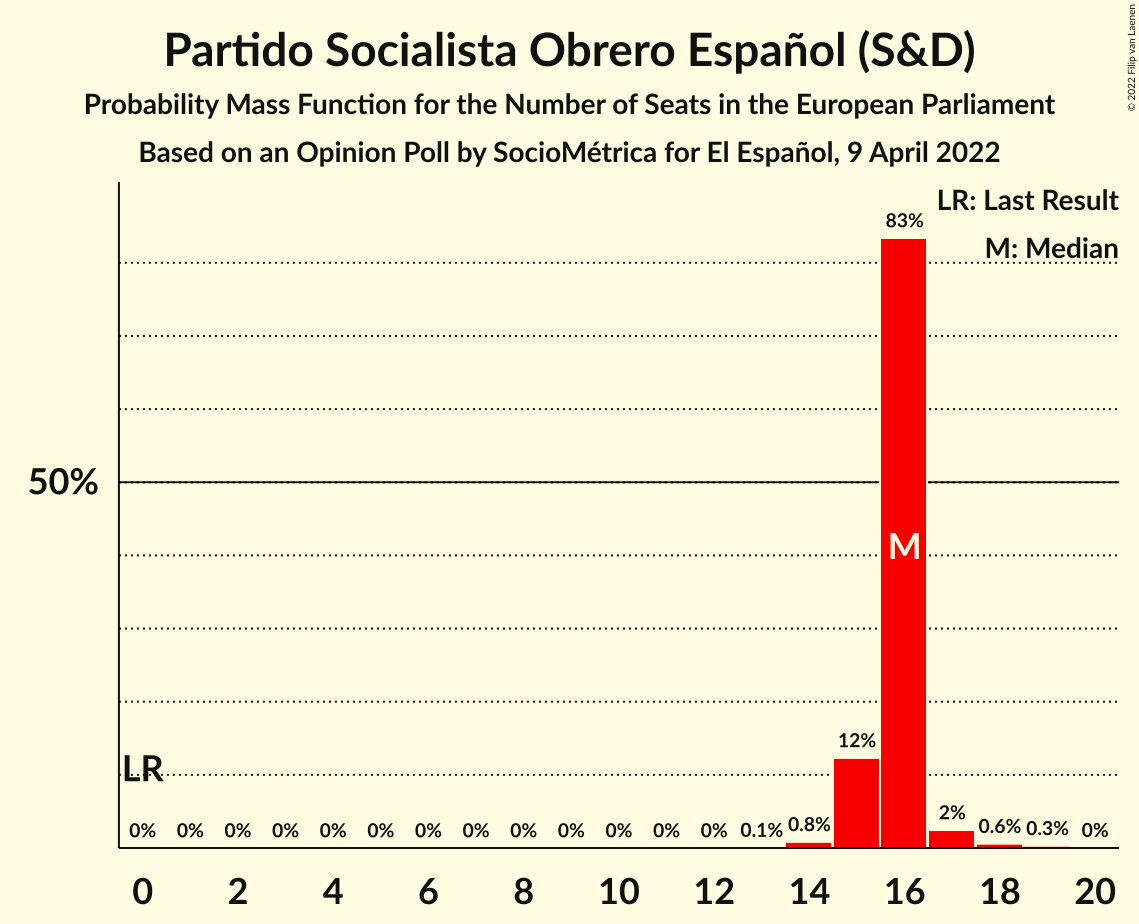 Partido Socialista Obrero Español (S&D)
Probability Mass Function for the Number of Seats in the European Parliament
Based on an Opinion Poll by SocioMétrica for El Español, 9 April 2022
© 2022 Filip van Laenen
LR: Last Result
M: Median
83%
50%
M
12%
LR
0% 0% 0% 0% 0% 0% 0% 0% 0% 0% 0% 0% 0% 0.1% 0.8% 2% 0.6% 0.3% 0%
0 2 4 6 8 10 12 14 16 18 20